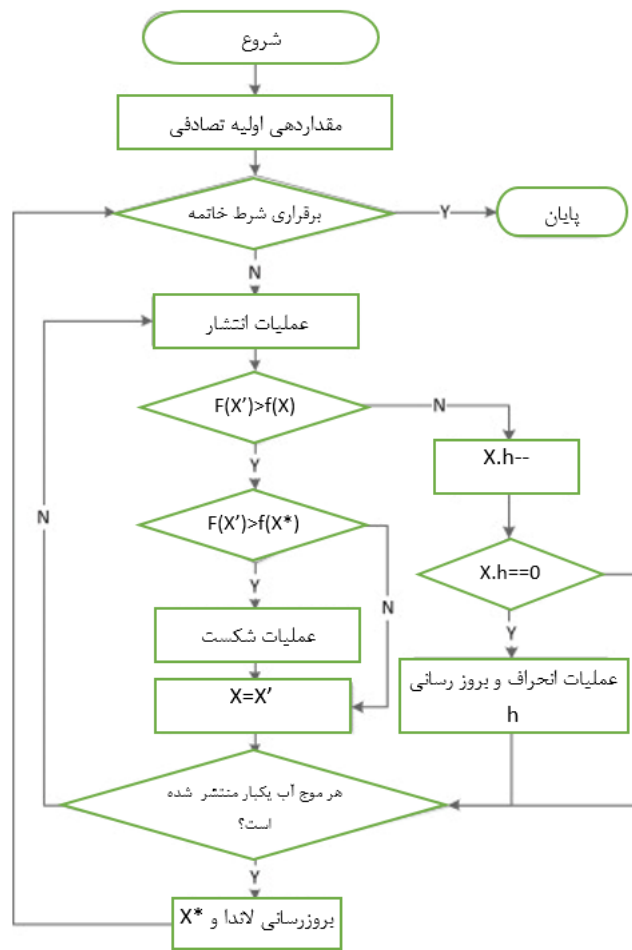 شروع
مقداردهی اولیه تصادفی
برقراری شرط خاتمه
Y
پایان
N
عملیات انتشار
F(X’)>f(X)
N
Y
X.h--
N
F(X’)>f(X*)
X.h==0
Y
N
Y
عملیات شکست
عملیات انحراف و بروز رسانی
h
X=X’
هر موج آب یکبار منتشر شده
است؟
Y
بروزرسانی لاندا و X*